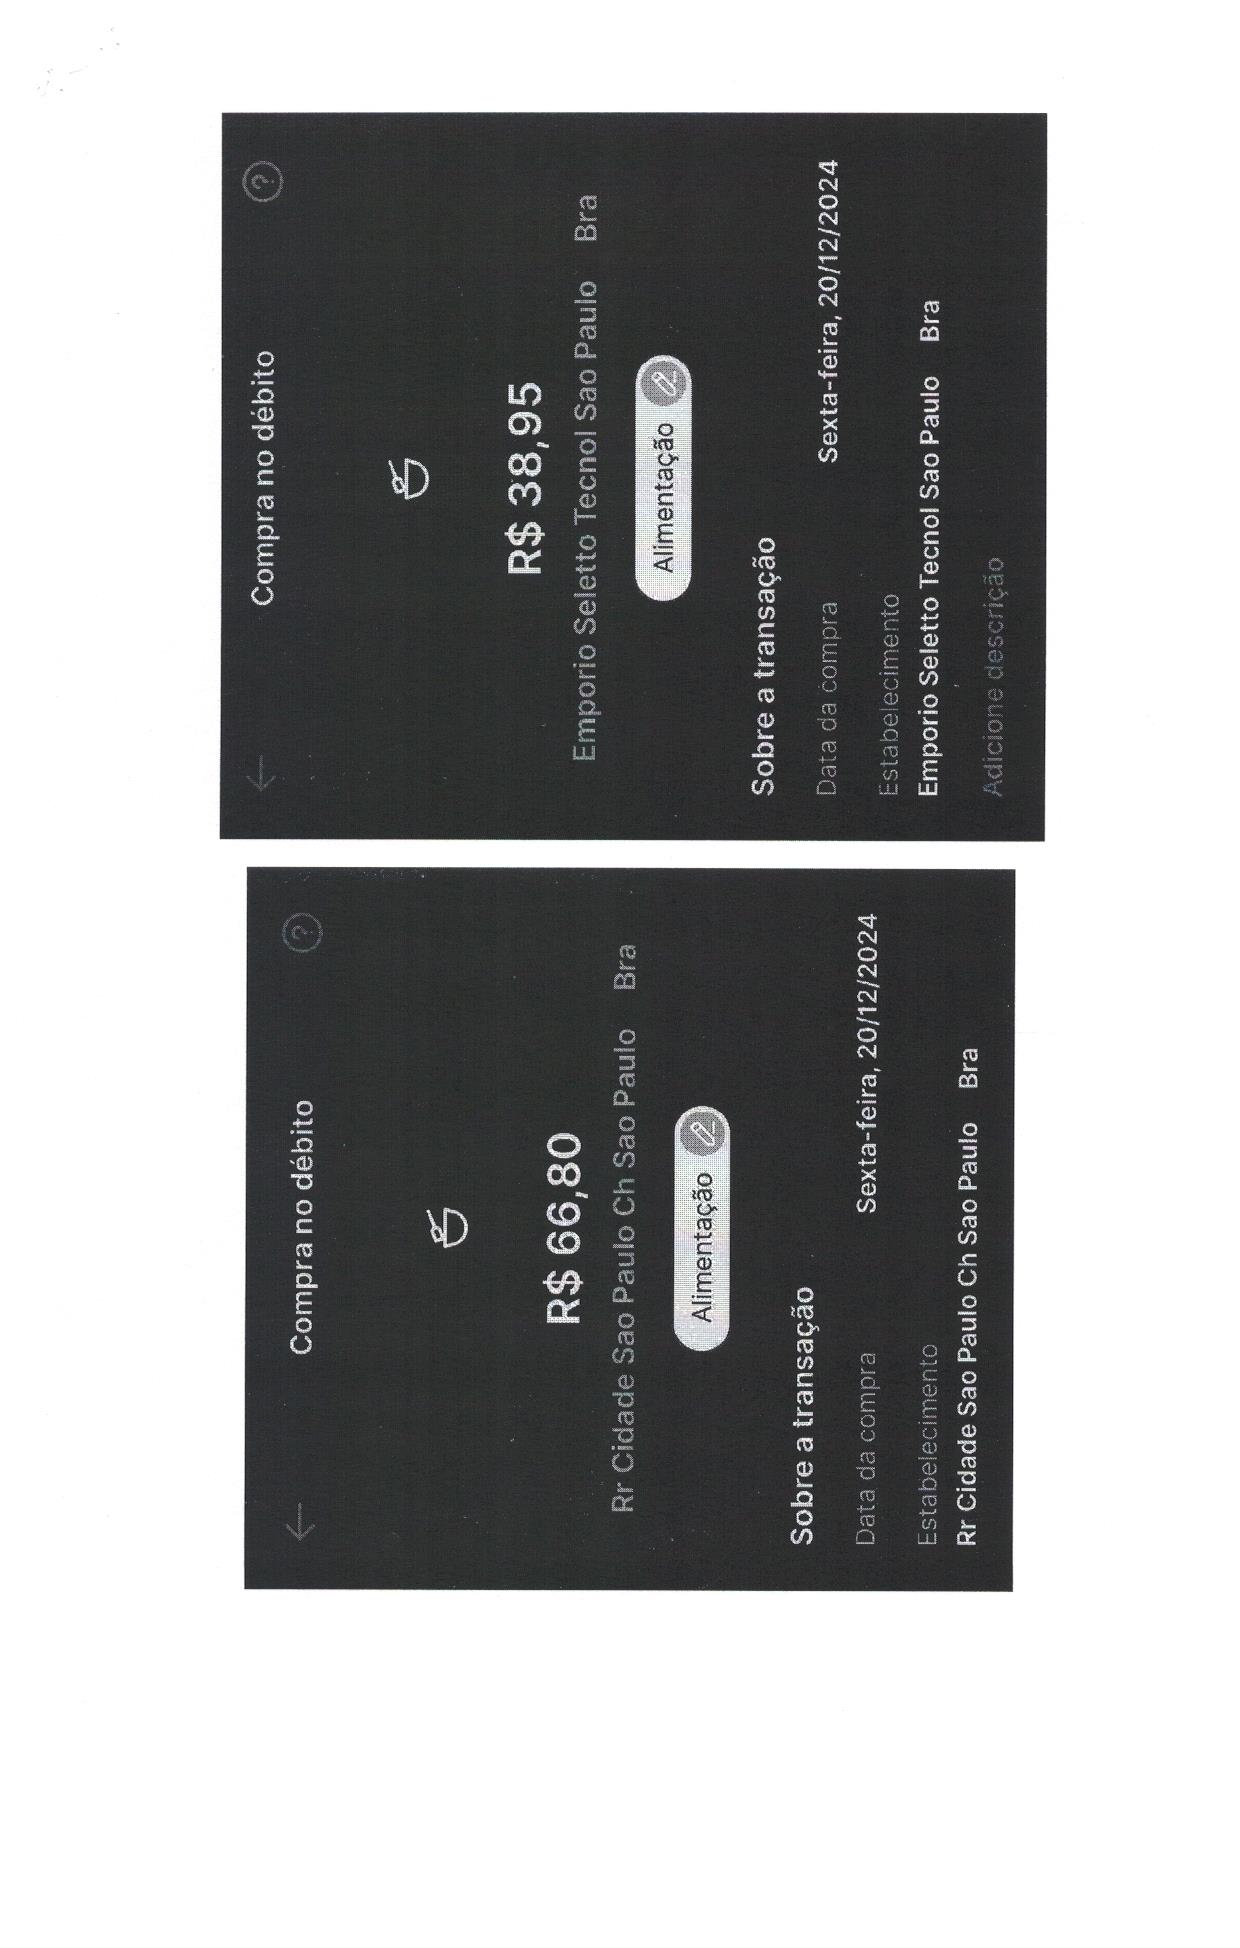 Compra no débito
R$ 66,80
Rr Cidade Sao Paulo Ch Sao Paulo Bra
Alimentação
Sobre a transação
Data da compra Sexta-feira, 20/12/2024
Estabelecimento
Rr Cidade Sao Paulo Ch Sao Paulo Bra
Compra no débito
R$ 38,95
Emporio Seletto Tecnol Sao Paulo Bra
Alimentação
Sobre a transação
Data da compra Sexta-feira, 20/12/2024
Estabelecimento
Emporio Seletto Tecnol Sao Paulo Bra
Adicione descrição